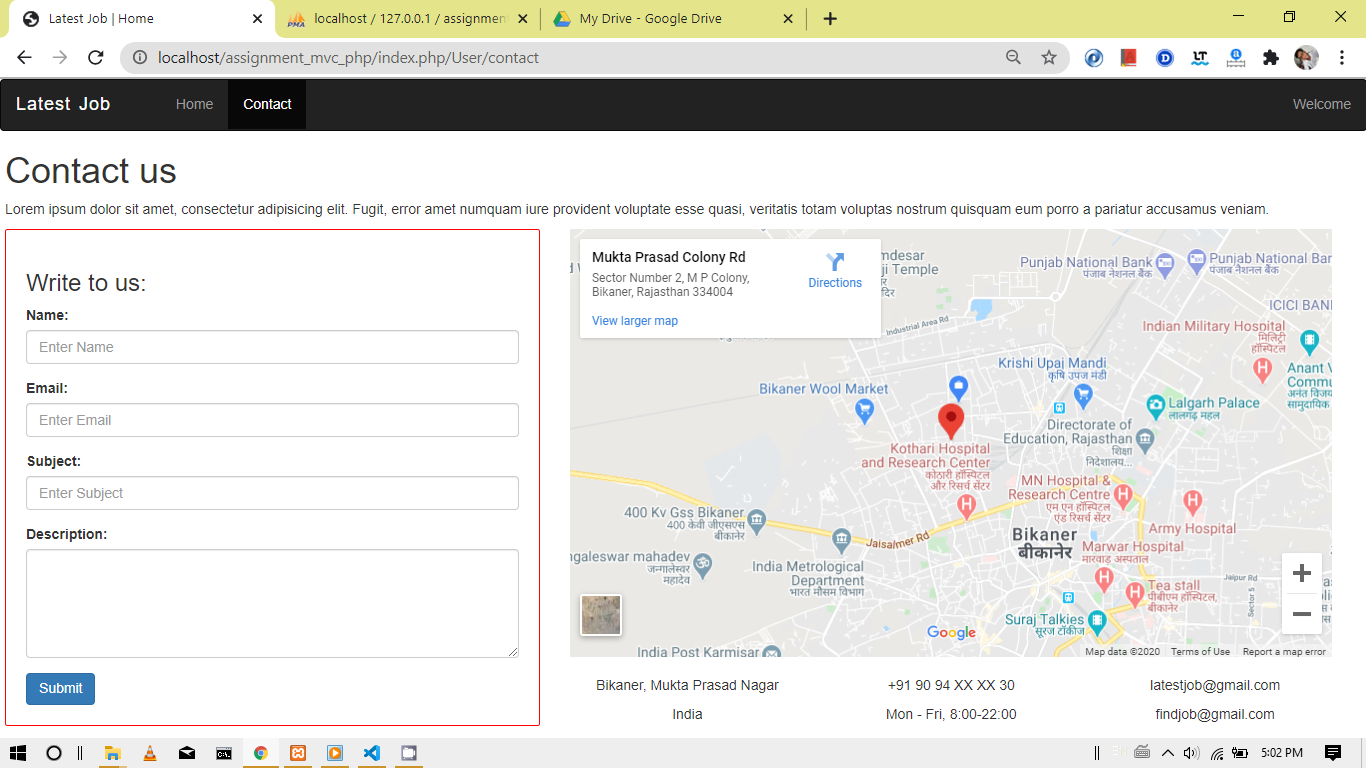 Latest Job | Home
localhost / 127.0.0.1 / assignment
My Drive - Google Drive
localhost/assignment_mvc_php/index.php/User/contact
Latest Job
Home
Contact
Welcome
Contact us
Lorem ipsum dolor sit amet, consectetur adipisicing elit. Fugit, error amet numquam iure provident voluptate esse quasi, veritatis totam voluptas nostrum quisquam eum porro a pariatur accusamus veniam.
Write to us:
Name:
Enter Name
Email:
Enter Email
Subject:
Enter Subject
Description:
Submit
Mukta Prasad Colony Rd
Sector Number 2, M P Colony,
Bikaner, Rajasthan 334004
Directions
View larger map
Punjab National Bank
पंजाब नेशनल बैंक
Punjab National Bank
पंजाब नेशनल बैंक
ICICI BAN
Industrial Area Rd
Indian Military Hospital
मिलिट्री
हॉस्पिटल
Krishi Upaj Mandi
कृषि उपज मंडी
Bikaner Wool Market
Lalgarh Palace
लालगढ़ महल
Directorate of
Education, Rajasthan
शिक्षा
निदेशालय...
Kothari Hospital
and Research Center
कोठारी हॉस्पिटल
और रिसर्च सेंटर
MN Hospital &
Research Centre
एम एन हॉस्पिटल
एंड रिसर्च सेंटर
Army Hospital
400 Kv Gss Bikaner
400 केवी जीएसएस
बीकानेर
Jaisalmer Rd
Bikaner
बीकानेर
Marwar Hospital
मारवाड़ अस्पताल
ngaleswar mahadev
जन्गालेस्वर
महादेव
India Metrological
Department
भारत मौसम विभाग
Tea stall
पीबीएम हॉस्पिटल,
बीकानेर
Jaipur Rd
Sector 5
Suraj Talkies
सूरज टॉकीज
India Post Karmisar
Google
Map data ©2020
Terms of Use
Report a map error
Bikaner, Mukta Prasad Nagar
India
+91 90 94 XX XX 30
Mon - Fri, 8:00-22:00
latestjob@gmail.com
findjob@gmail.com
5:02 PM